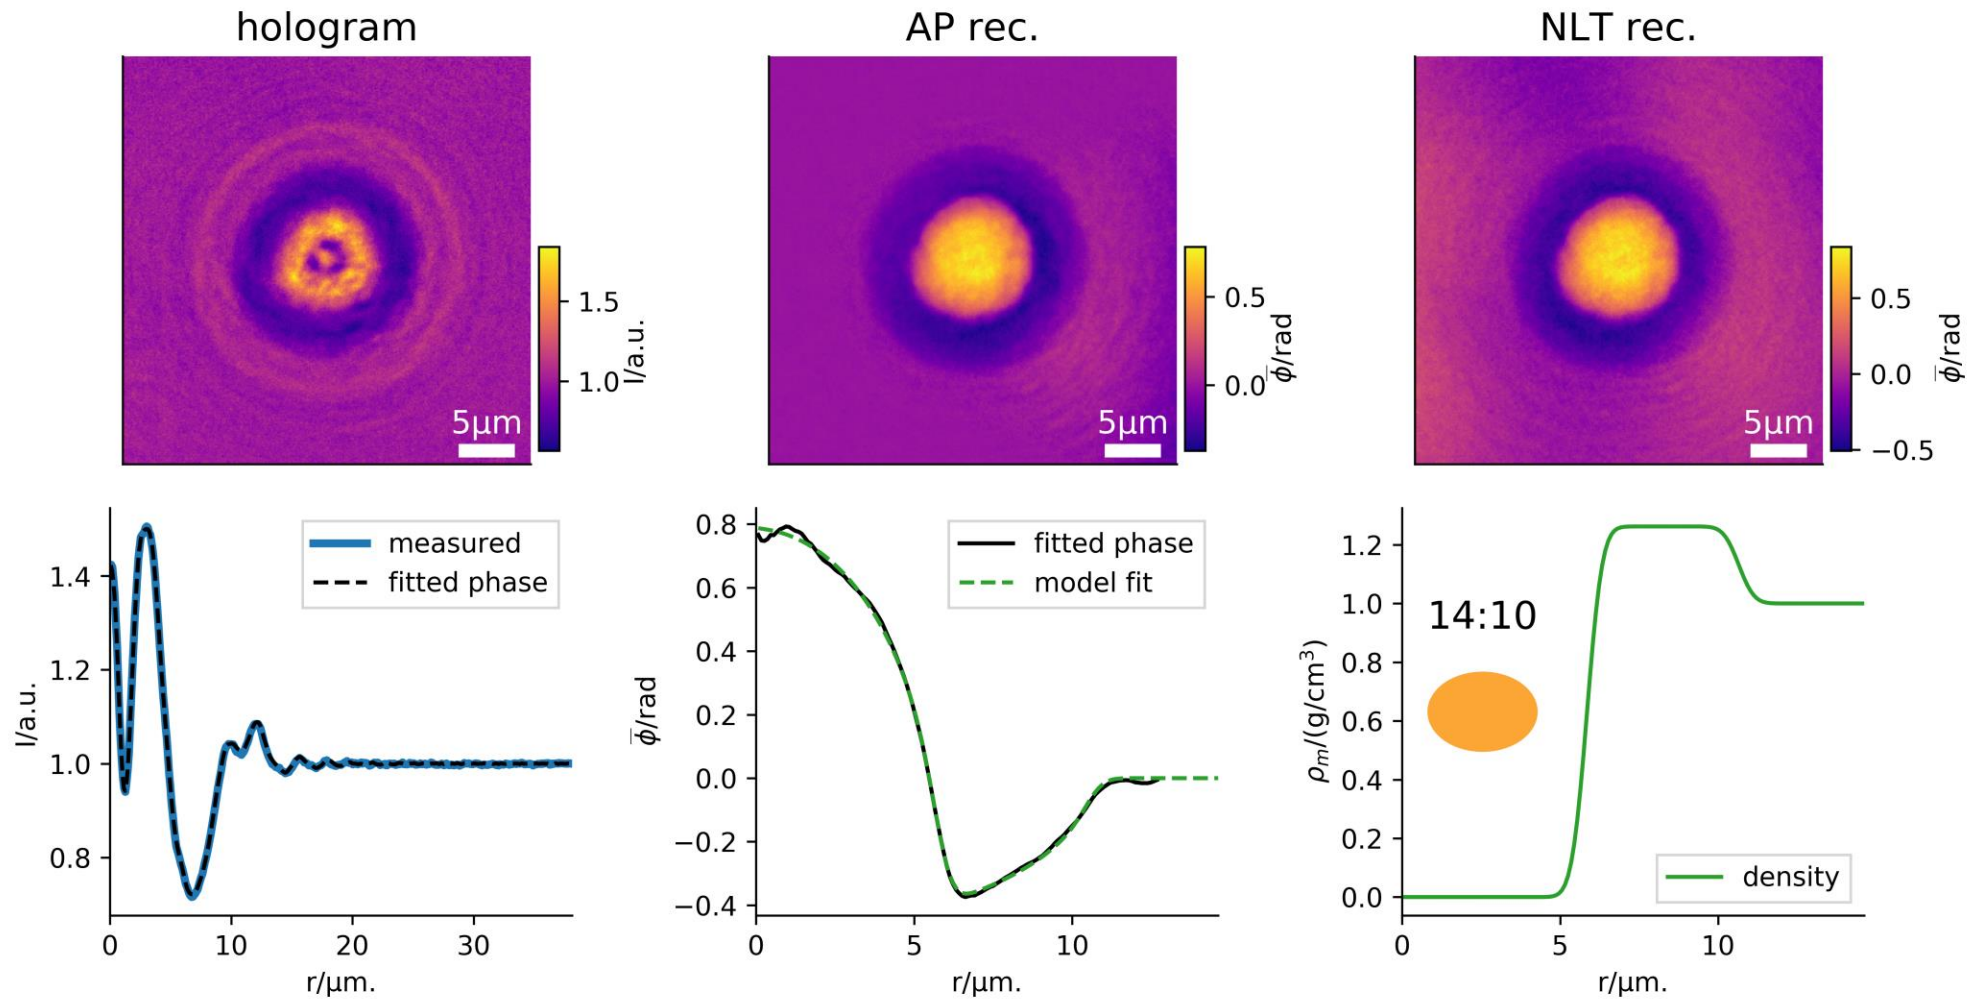 hologram
AP rec.
NLT rec.
1.5
1.0
I/a.u.
5μm
0.5
0.0
ϕ̅/rad
5μm
0.5
0.0
−0.5
ϕ̅/rad
5μm
measured
fitted phase
1.4
1.2
1.0
0.8
I/a.u.
0
10
20
30
r/μm.
fitted phase
model fit
0.8
0.6
0.4
0.2
0.0
−0.2
−0.4
ϕ̅/rad
0
5
10
r/μm.
1.2
1.0
0.8
0.6
0.4
0.2
0.0
ρₘ/(g/cm³)
14:10
density
0
5
10
r/μm.